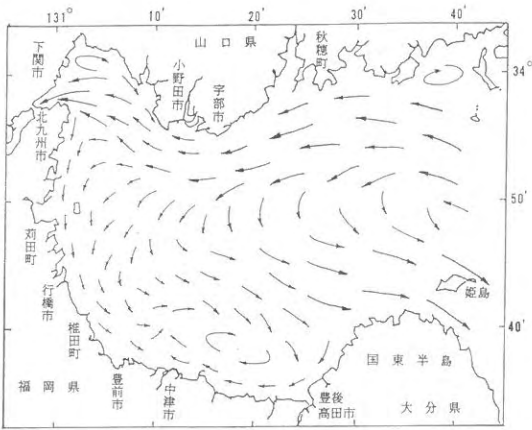 131°
10'
20'
30'
40'
山口県
秋穂町
下関市
小野田市
宇部市
34°
北九州市
50'
苅田町
行橋市
姫島
椎田町
40'
国東半島
福岡県
豊前市
中津市
豊後高田市
大分県